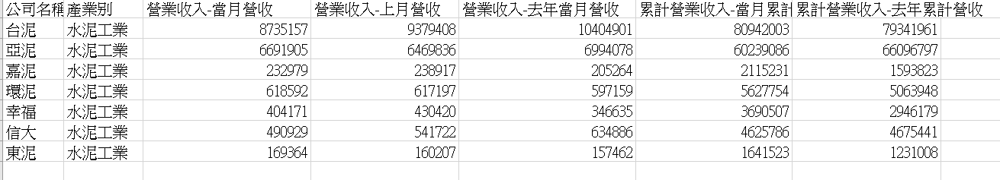 公司名稱 產業別 營業收入-當月營收 營業收入-上月營收 營業收入-去年當月營收 累計營業收入-當月累計 累計營業收入-去年累計營收
台泥 水泥工業 8735157 9379408 10404901 80942003 79341961
亞泥 水泥工業 6691905 6469836 6994078 60239086 66096797
嘉泥 水泥工業 232979 238917 205264 2115231 1593823
環泥 水泥工業 618592 617197 597159 5627754 5063948
幸福 水泥工業 404171 430420 346635 3690507 2946179
信大 水泥工業 490929 541722 634886 4625786 4675441
東泥 水泥工業 169364 160207 157462 1641523 1231008